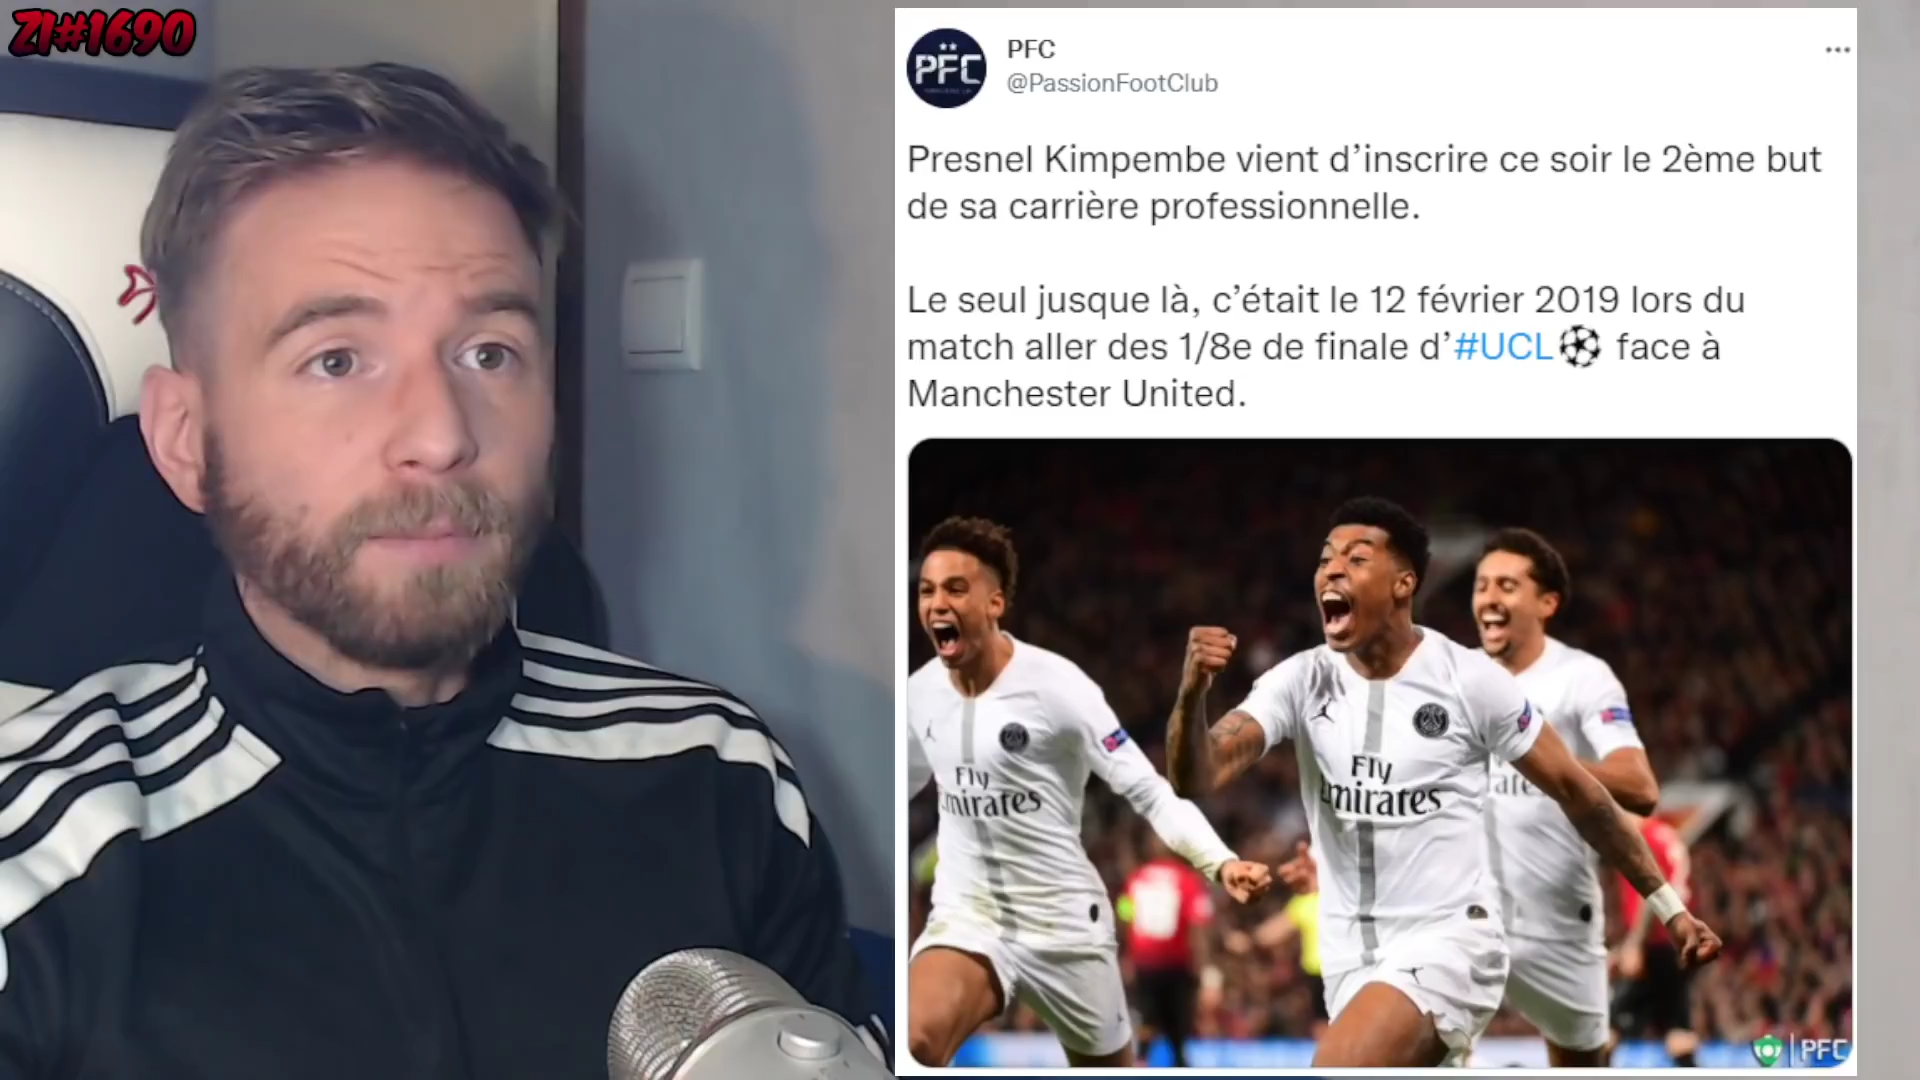 ZI#1690
PFC
PFC
@PassionFootClub
Presnel Kimpembe vient d’inscrire ce soir le 2ème but
de sa carrière professionnelle.
Le seul jusque là, c’était le 12 février 2019 lors du
match aller des 1/8e de finale d’#UCL⚽ face à
Manchester United.
Fly
Emirates
Fly
Emirates
PFC